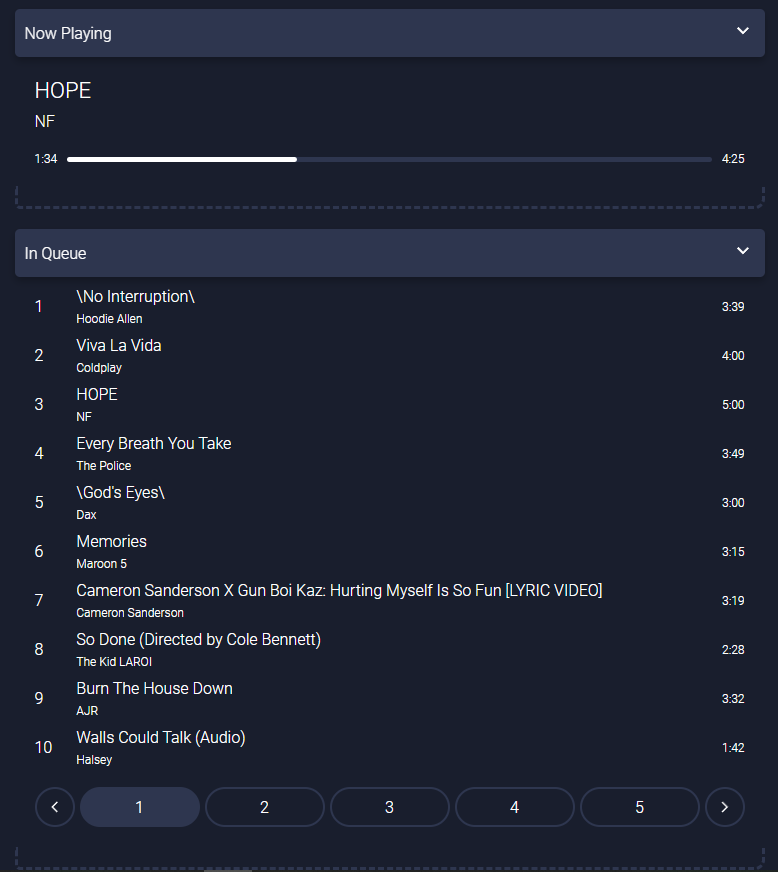 Now Playing
HOPE
NF
1:34 4:25
In Queue
1 \No Interruption\ 3:39
Hoodie Allen
2 Viva La Vida 4:00
Coldplay
3 HOPE 5:00
NF
4 Every Breath You Take 3:49
The Police
5 \God's Eyes\ 3:00
Dax
6 Memories 3:15
Maroon 5
7 Cameron Sanderson X Gun Boi Kaz: Hurting Myself Is So Fun [LYRIC VIDEO] 3:19
Cameron Sanderson
8 So Done (Directed by Cole Bennett) 2:28
The Kid LAROI
9 Burn The House Down 3:32
AJR
10 Walls Could Talk (Audio) 1:42
Halsey
1 2 3 4 5